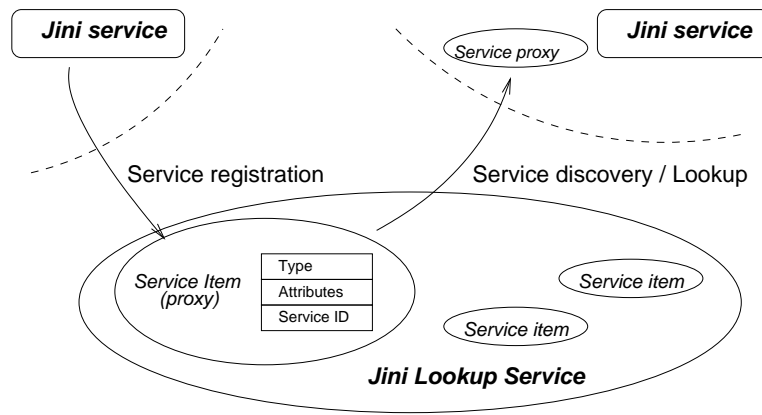 Jini service
Service proxy
Jini service
Service registration
Service discovery / Lookup
Service Item
(proxy)
Type
Attributes
Service ID
Service item
Service item
Jini Lookup Service